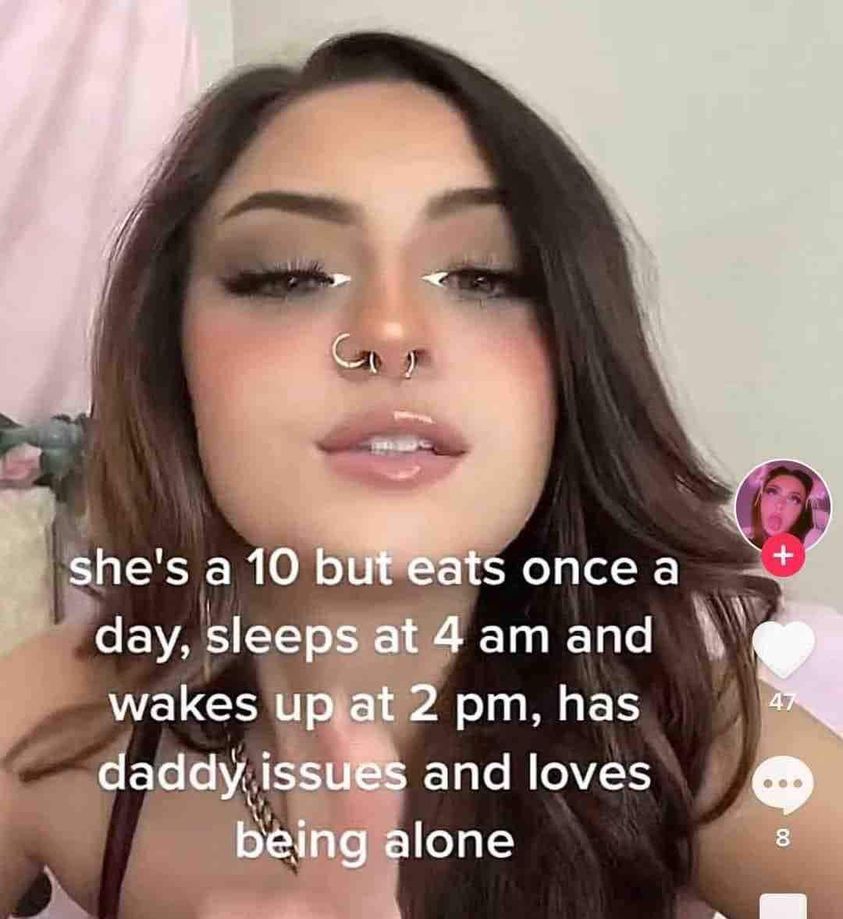 she's a 10 but eats once a
day, sleeps at 4 am and
wakes up at 2 pm, has
daddy issues and loves
being alone
47
8